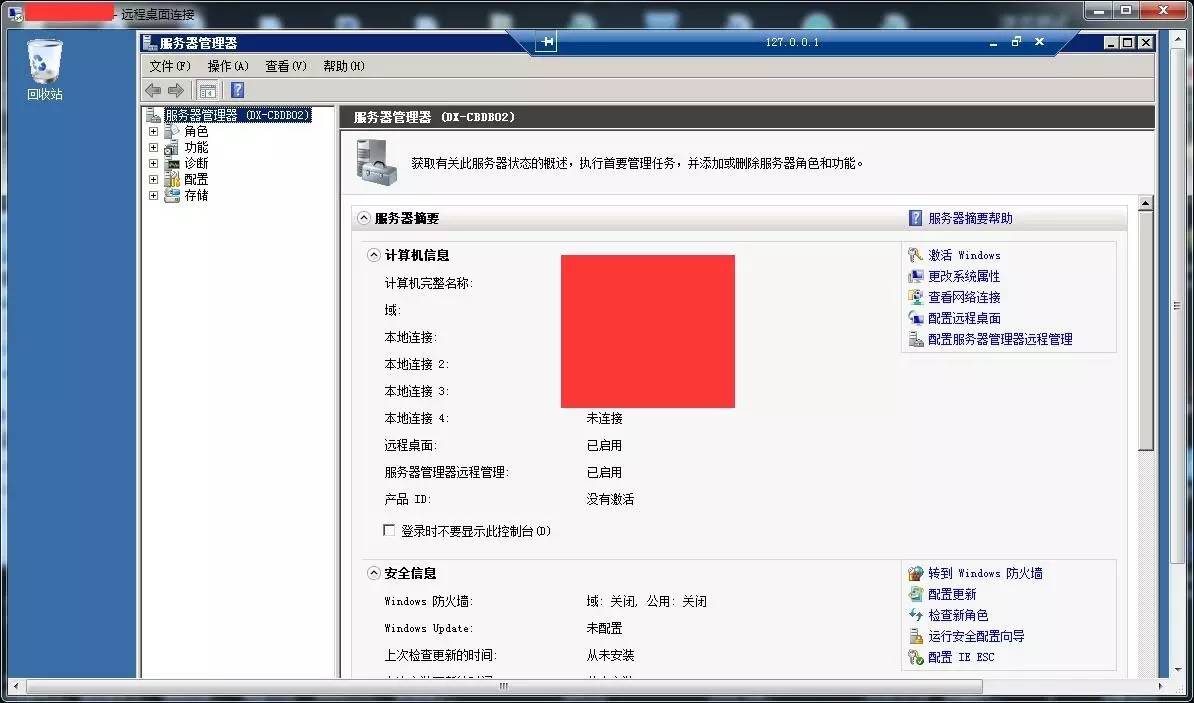 - 远程桌面连接
127.0.0.1
回收站
服务器管理器
文件(F) 操作(A) 查看(V) 帮助(H)
服务器管理器 (DX-CBDB02)
角色
功能
诊断
配置
存储
服务器管理器 (DX-CBDB02)
获取有关此服务器状态的概述，执行首要管理任务，并添加或删除服务器角色和功能。
服务器摘要
服务器摘要帮助
计算机信息
计算机完整名称:
域:
本地连接:
本地连接 2:
本地连接 3:
本地连接 4: 未连接
远程桌面: 已启用
服务器管理器远程管理: 已启用
产品 ID: 没有激活
登录时不要显示此控制台(D)
激活 Windows
更改系统属性
查看网络连接
配置远程桌面
配置服务器管理器远程管理
安全信息
Windows 防火墙: 域: 关闭, 公用: 关闭
Windows Update: 未配置
上次检查更新的时间: 从未安装
转到 Windows 防火墙
配置更新
检查新角色
运行安全配置向导
配置 IE ESC